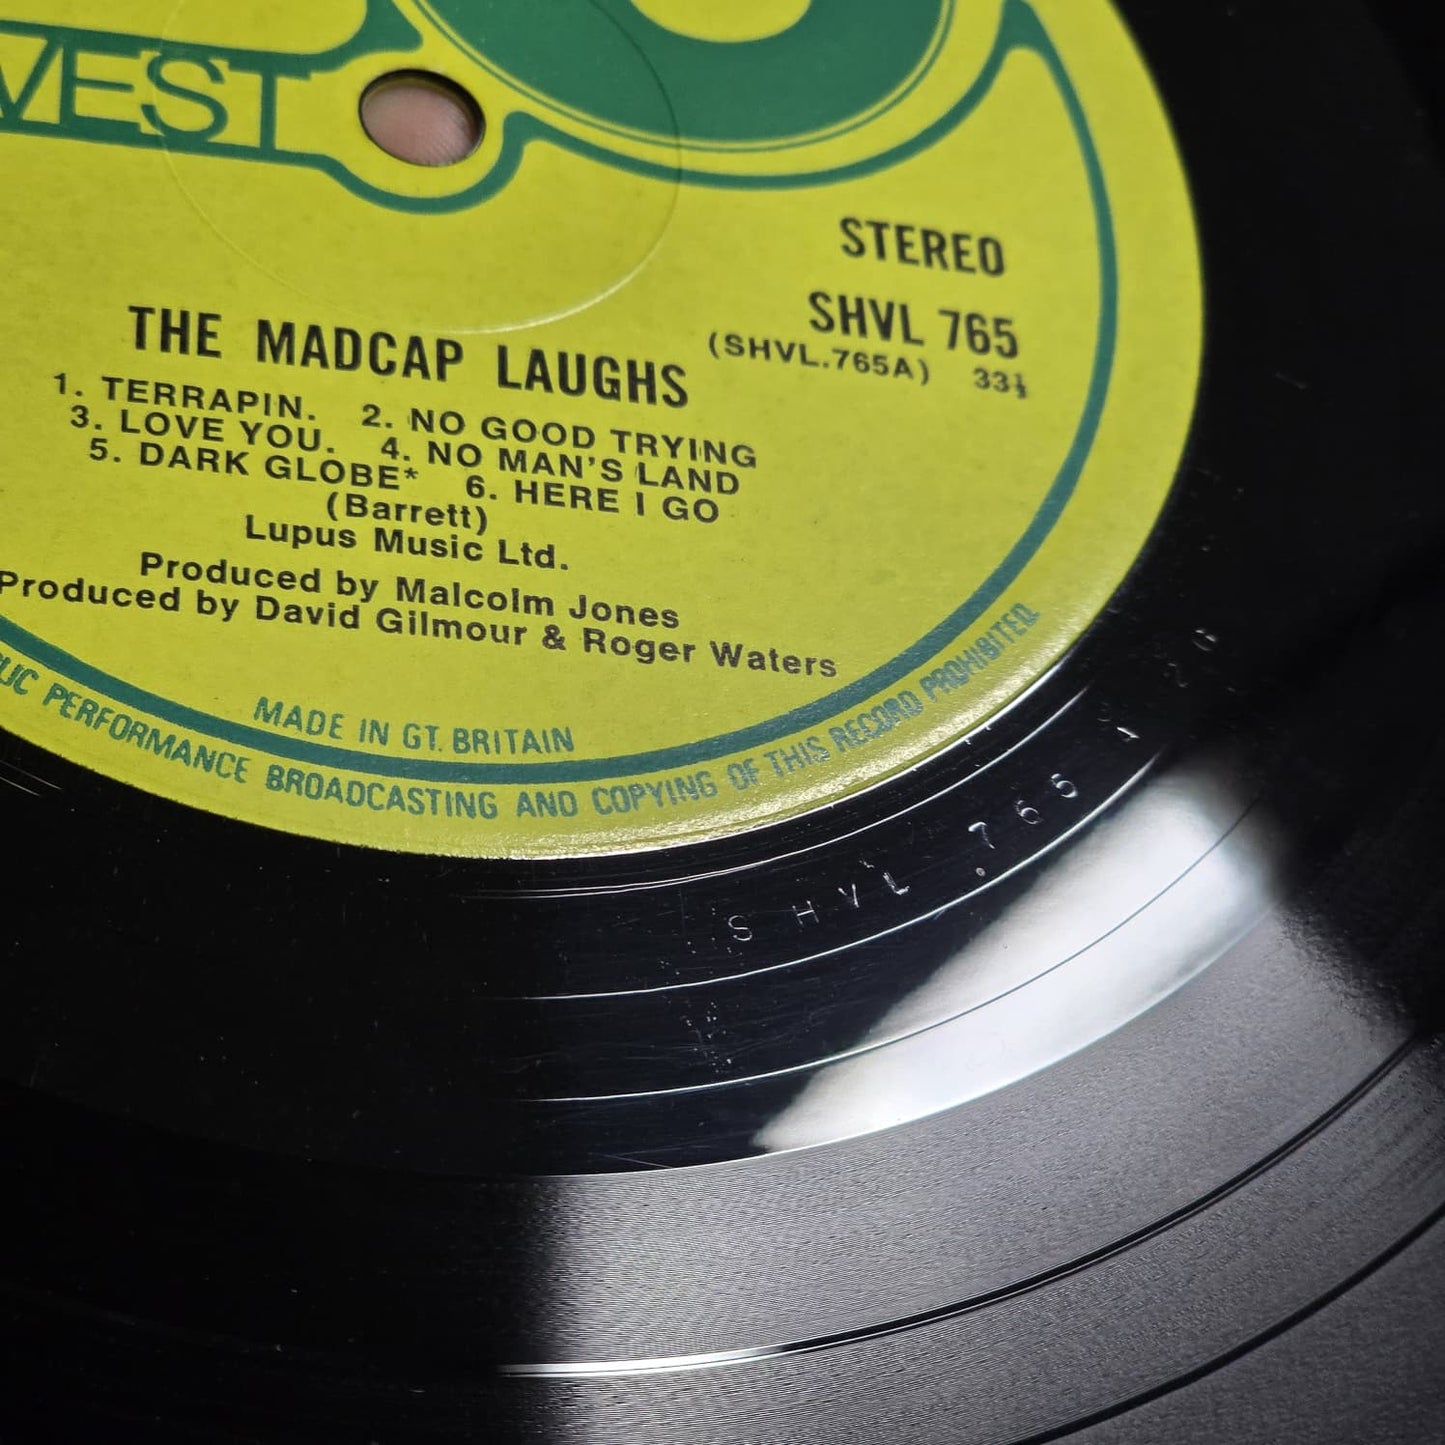 VEST
STEREO
SHVL 765
(SHVL.765A) 33⅓
THE MADCAP LAUGHS
1. TERRAPIN. 2. NO GOOD TRYING
3. LOVE YOU. 4. NO MAN'S LAND
5. DARK GLOBE* 6. HERE I GO
(Barrett)
Lupus Music Ltd.
Produced by Malcolm Jones
Produced by David Gilmour & Roger Waters
MADE IN GT. BRITAIN
PERFORMANCE BROADCASTING AND COPYING OF THIS RECORD PROHIBITED
SHVL .765